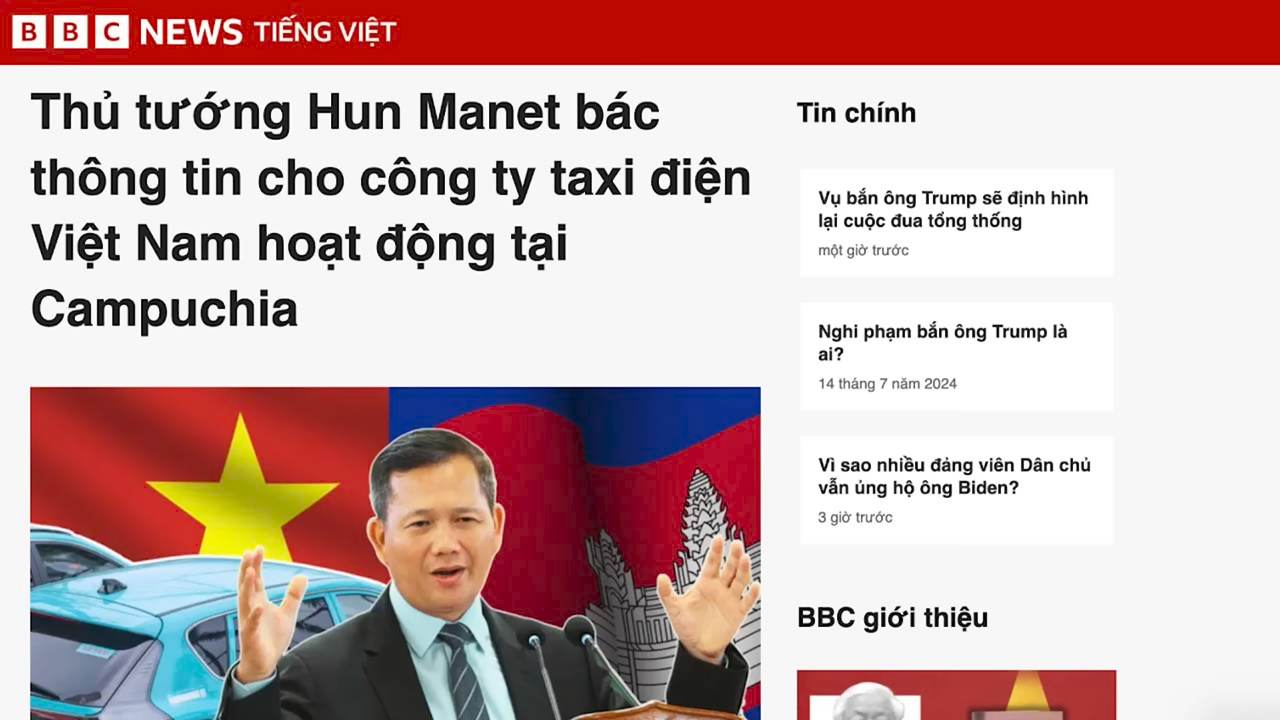 BBC NEWS TIẾNG VIỆT
Thủ tướng Hun Manet bác
thông tin cho công ty taxi điện
Việt Nam hoạt động tại
Campuchia
Tin chính
Vụ bắn ông Trump sẽ định hình
lại cuộc đua tổng thống
một giờ trước
Nghi phạm bắn ông Trump là
ai?
14 tháng 7 năm 2024
Vì sao nhiều đảng viên Dân chủ
vẫn ủng hộ ông Biden?
3 giờ trước
BBC giới thiệu